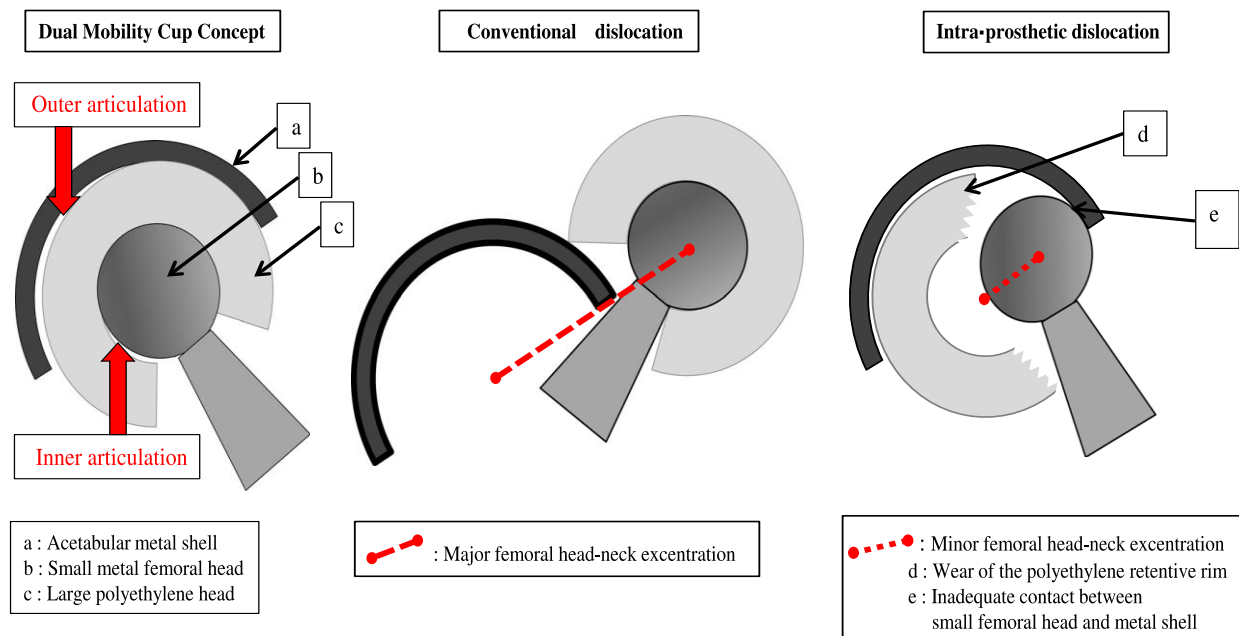 Dual Mobility Cup Concept
Conventional dislocation
Intra-prosthetic dislocation
Outer articulation
a
b
c
Inner articulation
d
e
a : Acetabular metal shell
b : Small metal femoral head
c : Large polyethylene head
: Major femoral head-neck excentration
: Minor femoral head-neck excentration
d : Wear of the polyethylene retentive rim
e : Inadequate contact between
small femoral head and metal shell